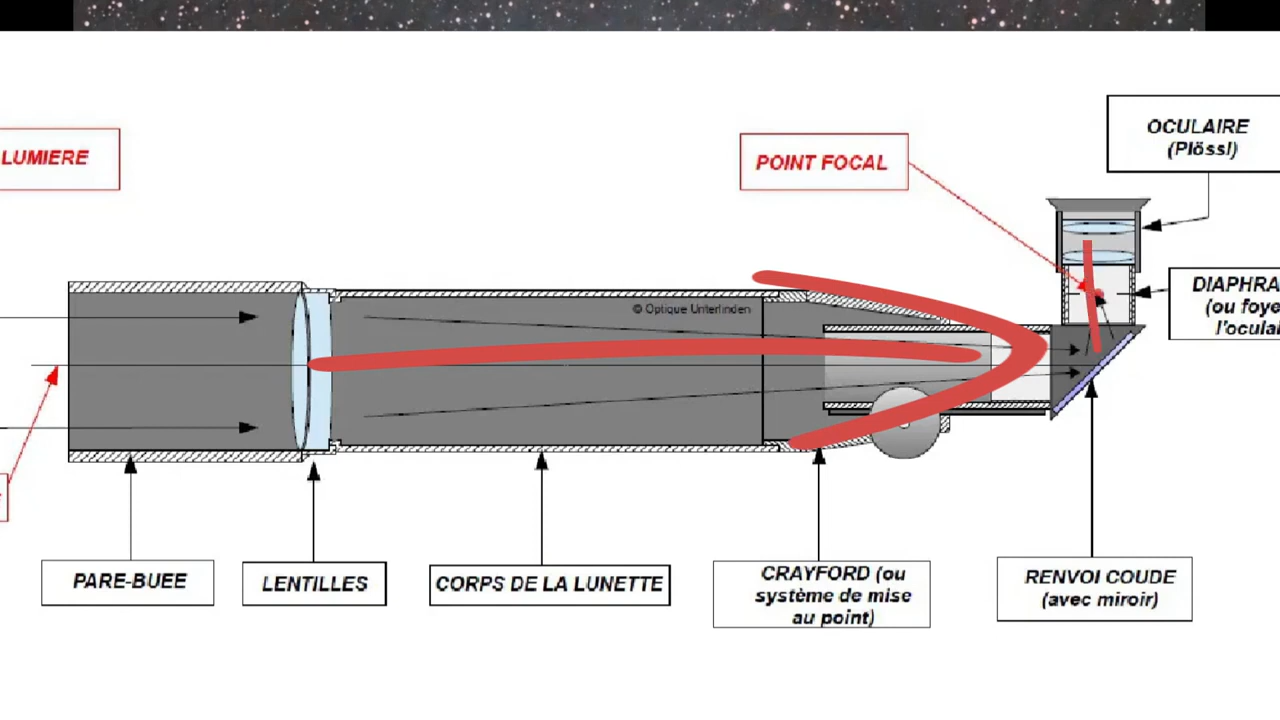 LUMIERE
POINT FOCAL
OCULAIRE
(Plössl)
© Optique Unterlinden
DIAPHRA
(ou foye
l'oculai
PARE-BUEE
LENTILLES
CORPS DE LA LUNETTE
CRAYFORD (ou
système de mise
au point)
RENVOI COUDE
(avec miroir)